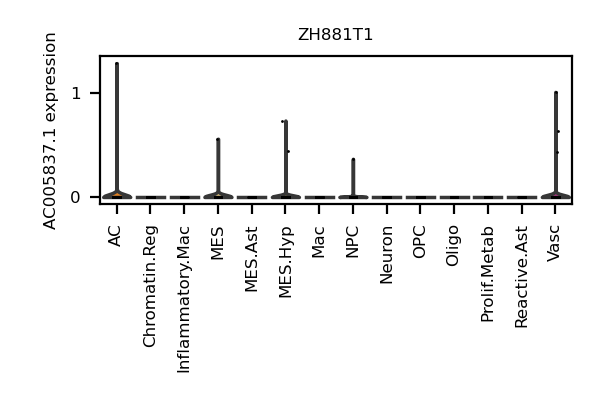 ZH881T1
AC005837.1 expression
1
0
AC
Chromatin.Reg
Inflammatory.Mac
MES
MES.Ast
MES.Hyp
Mac
NPC
Neuron
OPC
Oligo
Prolif.Metab
Reactive.Ast
Vasc